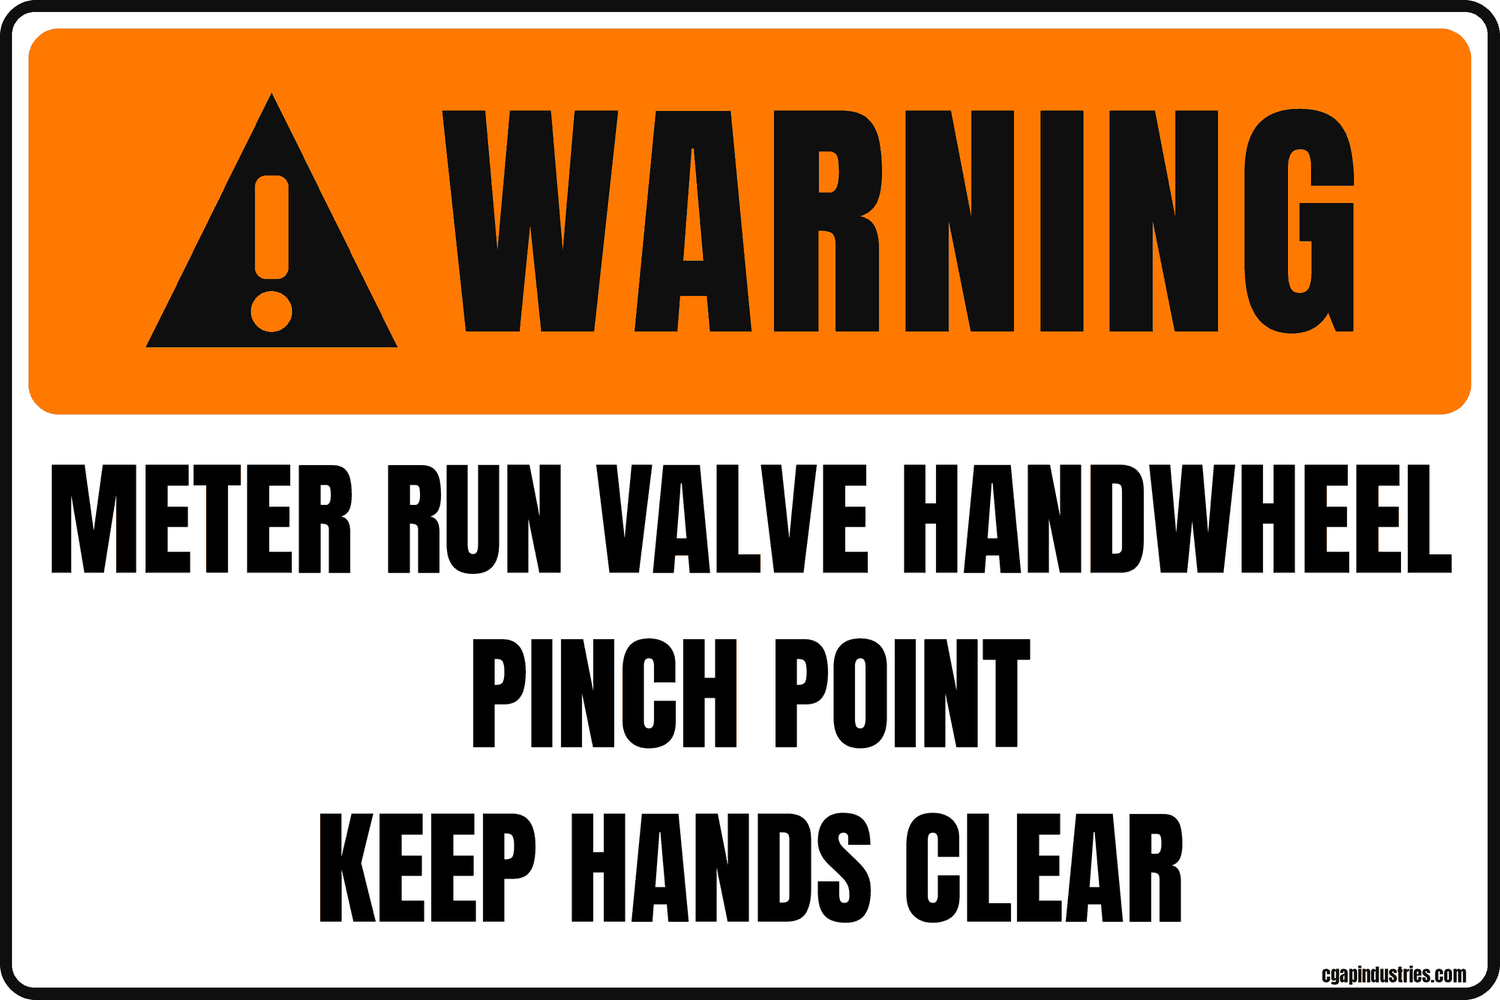 WARNING
METER RUN VALVE HANDWHEEL
PINCH POINT
KEEP HANDS CLEAR
cgapindustries.com